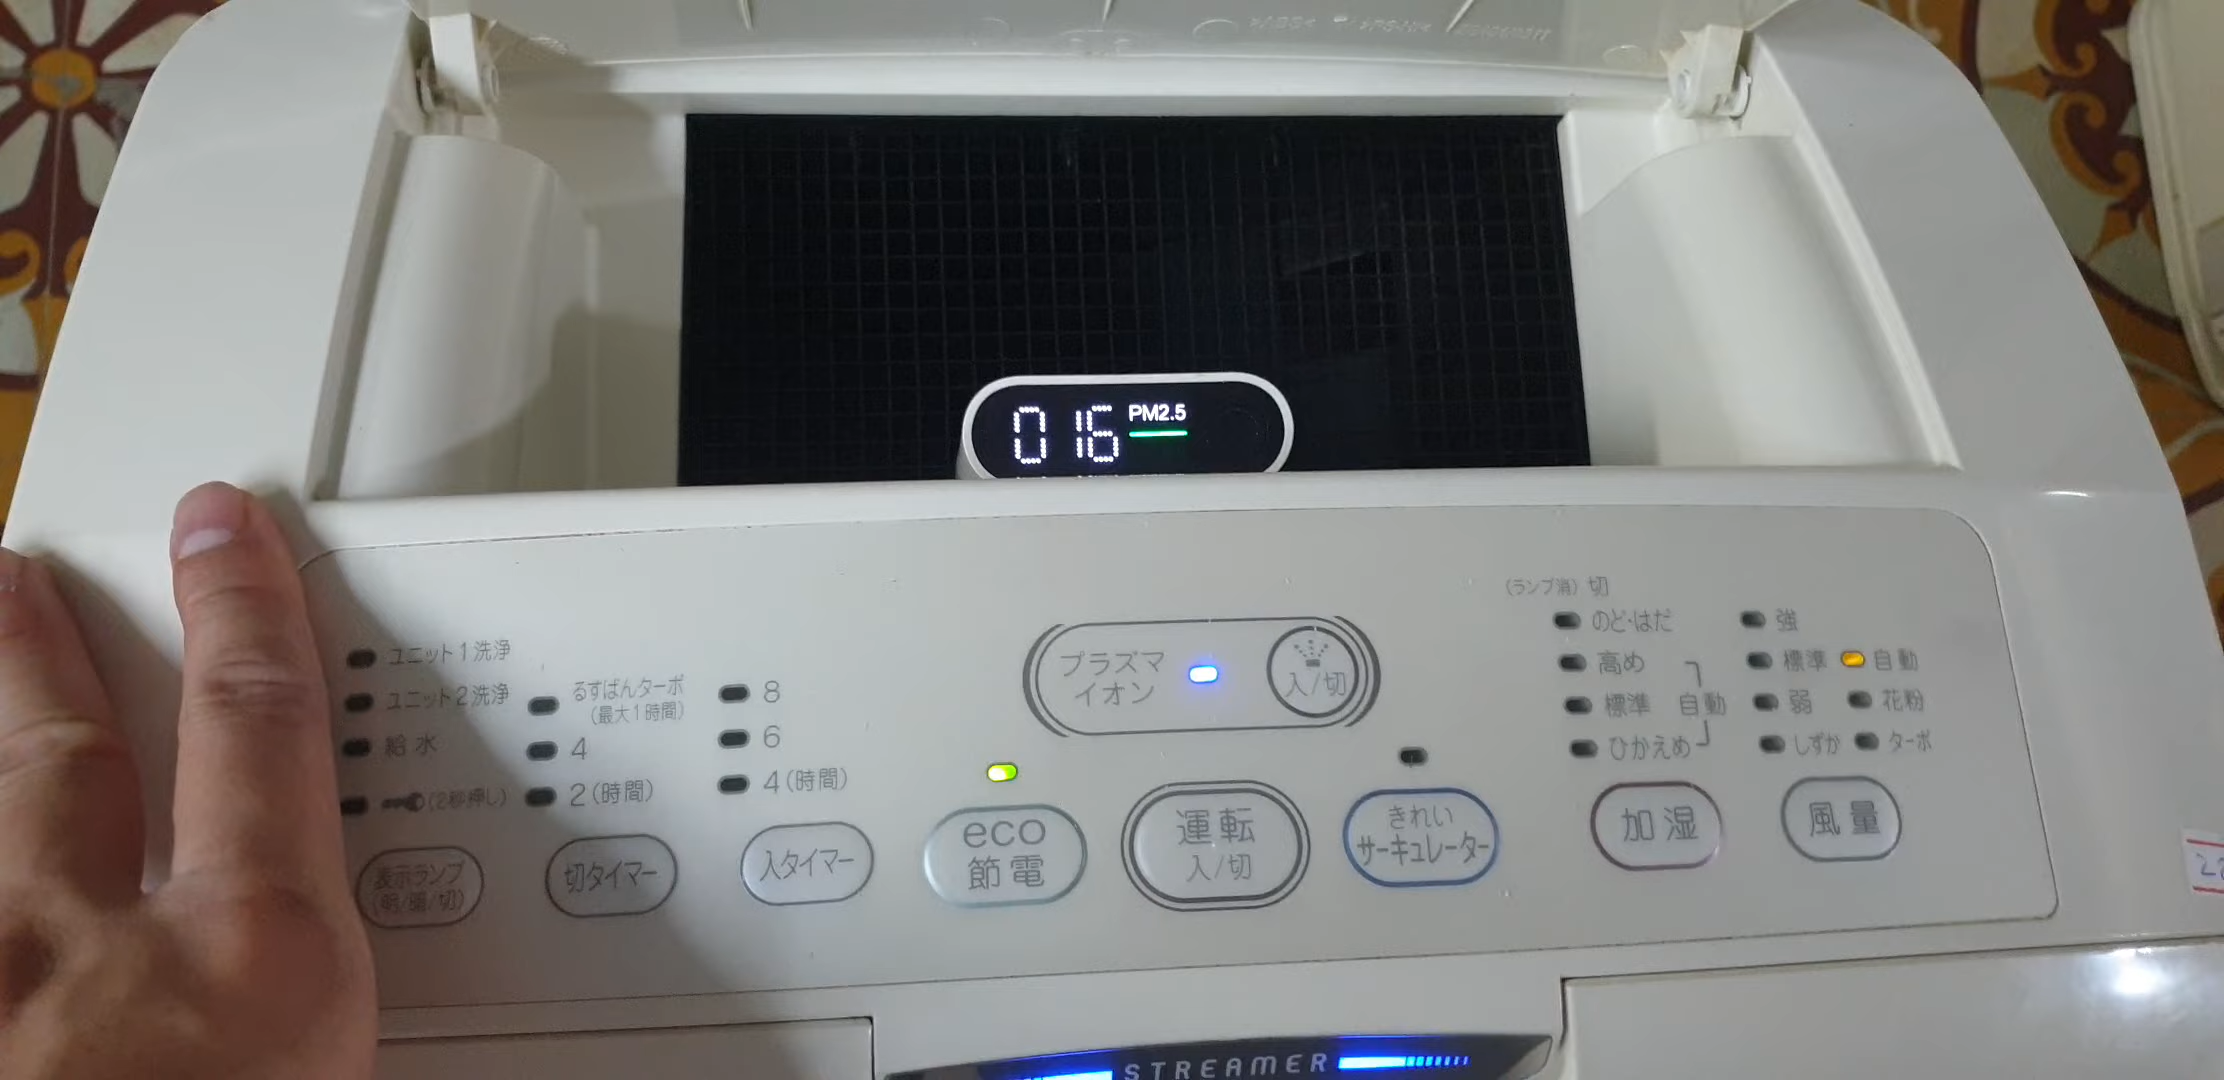 016 PM2.5
ユニット1洗浄
ユニット2洗浄
給水
(2秒押し)
表示ランプ
(明/暗/切)
るすばんターボ
(最大1時間)
4
2(時間)
切タイマー
8
6
4(時間)
入タイマー
プラズマ
イオン
入/切
eco
節電
運転
入/切
きれい
サーキュレーター
(ランプ消) 切
のど・はだ
高め
標準 自動
ひかえめ
加湿
強
標準 自動
弱 花粉
しずか ターボ
風量
STREAMER